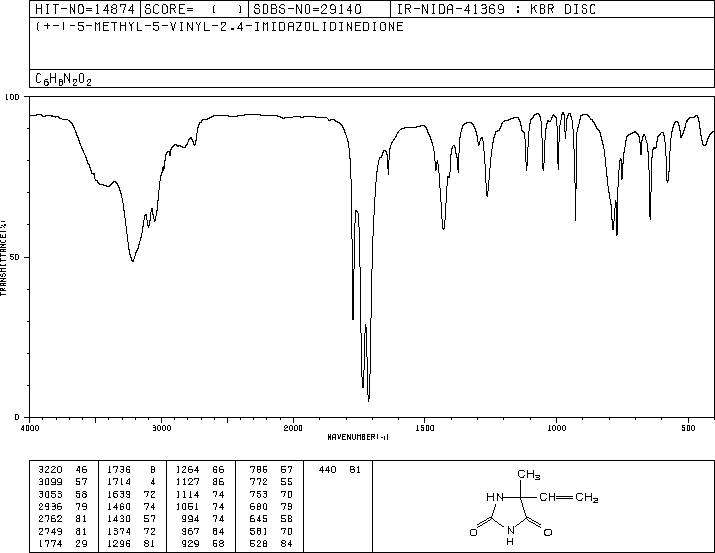 HIT-NO=14874 SCORE= ( ) SDBS-NO=29140 IR-NIDA-41369 : KBR DISC
(+-)-5-METHYL-5-VINYL-2,4-IMIDAZOLIDINEDIONE
C6H8N2O2
100
50
0
TRANSMITTANCE(%)
4000 3000 2000 1500 1000 500
WAVENUMBER(-1)
3220 46 1736 8 1264 66 786 57 440 81
3099 57 1714 4 1127 86 772 55
3053 58 1639 72 1114 74 753 70
2936 79 1460 74 1051 74 680 79
2762 81 1430 57 994 74 645 58
2749 81 1374 72 967 84 581 70
1774 29 1296 81 929 58 528 84
CH3
HN CH CH2
O N O
H